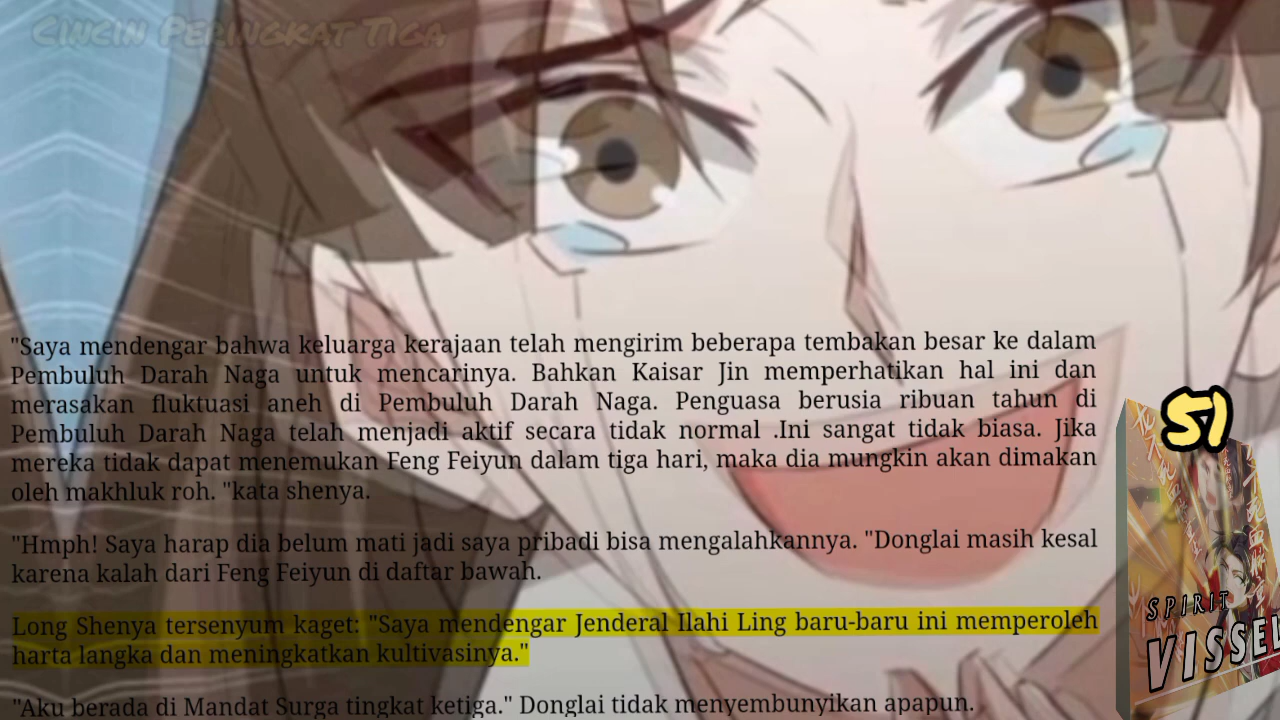 Cincin Peringkat Tiga
"Saya mendengar bahwa keluarga kerajaan telah mengirim beberapa tembakan besar ke dalam
Pembuluh Darah Naga untuk mencarinya. Bahkan Kaisar Jin memperhatikan hal ini dan
merasakan fluktuasi aneh di Pembuluh Darah Naga. Penguasa berusia ribuan tahun di
Pembuluh Darah Naga telah menjadi aktif secara tidak normal .Ini sangat tidak biasa. Jika
mereka tidak dapat menemukan Feng Feiyun dalam tiga hari, maka dia mungkin akan dimakan
oleh makhluk roh. "kata shenya.
"Hmph! Saya harap dia belum mati jadi saya pribadi bisa mengalahkannya. "Donglai masih kesal
karena kalah dari Feng Feiyun di daftar bawah.
Long Shenya tersenyum kaget: "Saya mendengar Jenderal Ilahi Ling baru-baru ini memperoleh
harta langka dan meningkatkan kultivasinya."
"Aku berada di Mandat Surga tingkat ketiga." Donglai tidak menyembunyikan apapun.
51
SPIRIT
VISSEL